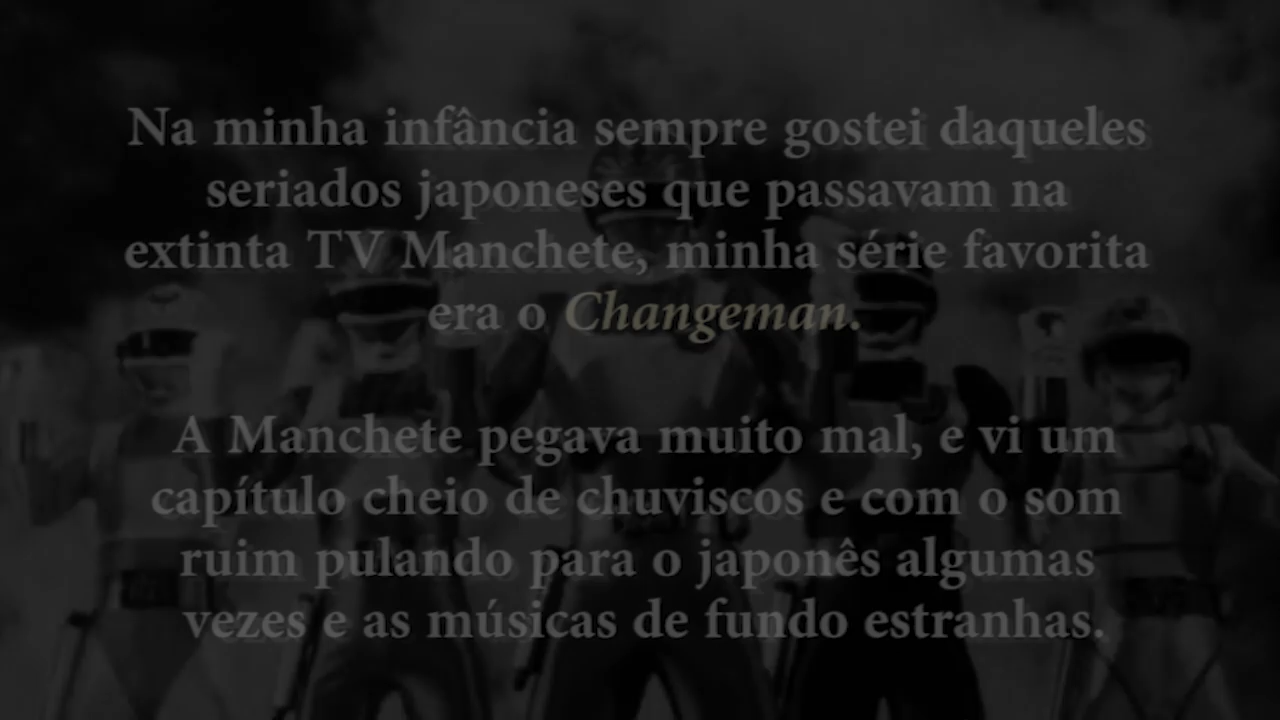 Na minha infância sempre gostei daqueles
seriados japoneses que passavam na
extinta TV Manchete, minha série favorita
era o Changeman.
A Manchete pegava muito mal, e vi um
capítulo cheio de chuviscos e com o som
ruim pulando para o japonês algumas
vezes e as músicas de fundo estranhas.